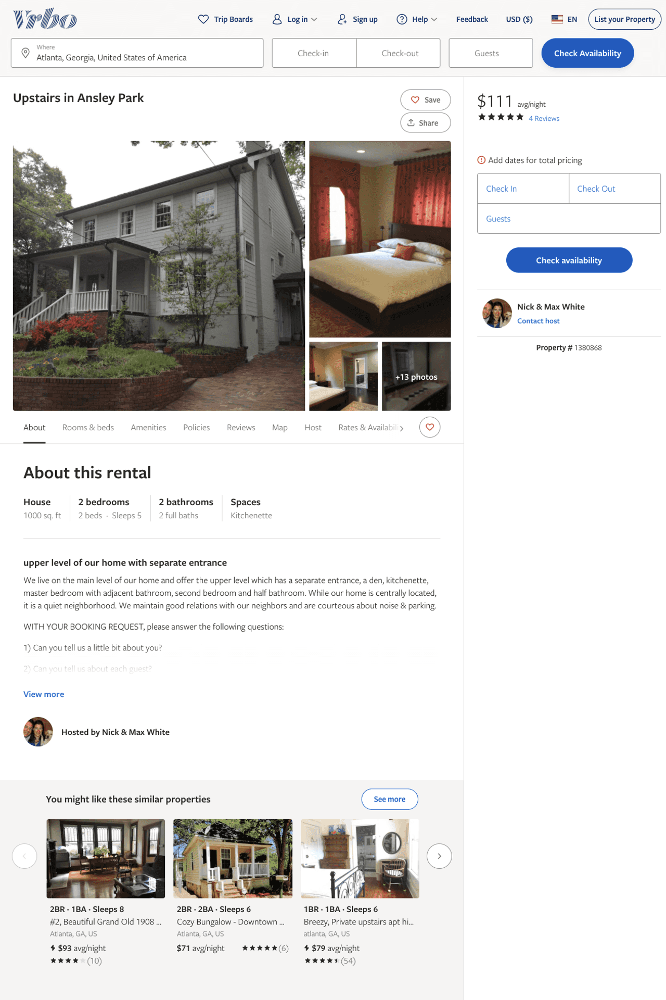 Vrbo
Trip Boards
Log in
Sign up
Help
Feedback
USD ($)
EN
List your Property
Where
Atlanta, Georgia, United States of America
Check-in
Check-out
Guests
Check Availability
Upstairs in Ansley Park
Save
Share
$111 avg/night
4 Reviews
Add dates for total pricing
Check In
Check Out
Guests
Check availability
Nick & Max White
Contact host
Property # 1380868
+13 photos
About
Rooms & beds
Amenities
Policies
Reviews
Map
Host
Rates & Availabili
About this rental
House
1000 sq. ft
2 bedrooms
2 beds · Sleeps 5
2 bathrooms
2 full baths
Spaces
Kitchenette
upper level of our home with separate entrance
We live on the main level of our home and offer the upper level which has a separate entrance, a den, kitchenette,
master bedroom with adjacent bathroom, second bedroom and half bathroom. While our home is centrally located,
it is a quiet neighborhood. We maintain good relations with our neighbors and are courteous about noise & parking.
WITH YOUR BOOKING REQUEST, please answer the following questions:
1) Can you tell us a little bit about you?
2) Can you tell us about each guest?
View more
Hosted by Nick & Max White
You might like these similar properties
See more
2BR · 1BA · Sleeps 8
#2, Beautiful Grand Old 1908 ...
Atlanta, GA, US
$93 avg/night
(10)
2BR · 2BA · Sleeps 6
Cozy Bungalow - Downtown ...
Atlanta, GA, US
$71 avg/night
(6)
1BR · 1BA · Sleeps 6
Breezy, Private upstairs apt hi...
atlanta, GA, US
$79 avg/night
(54)